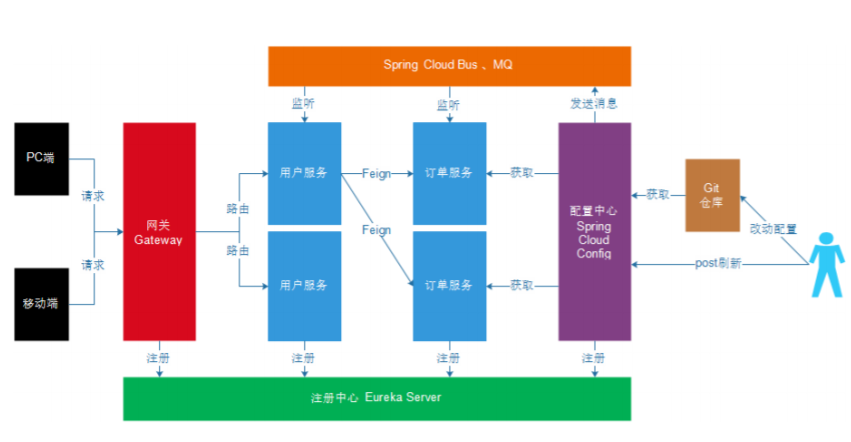 Spring Cloud Bus 、MQ
监听
监听
发送消息
PC端
请求
请求
移动端
网关
Gateway
路由
路由
用户服务
用户服务
Feign
Feign
订单服务
订单服务
获取
获取
配置中心
Spring
Cloud
Config
获取
Git
仓库
改动配置
post刷新
注册
注册
注册
注册
注册中心 Eureka Server